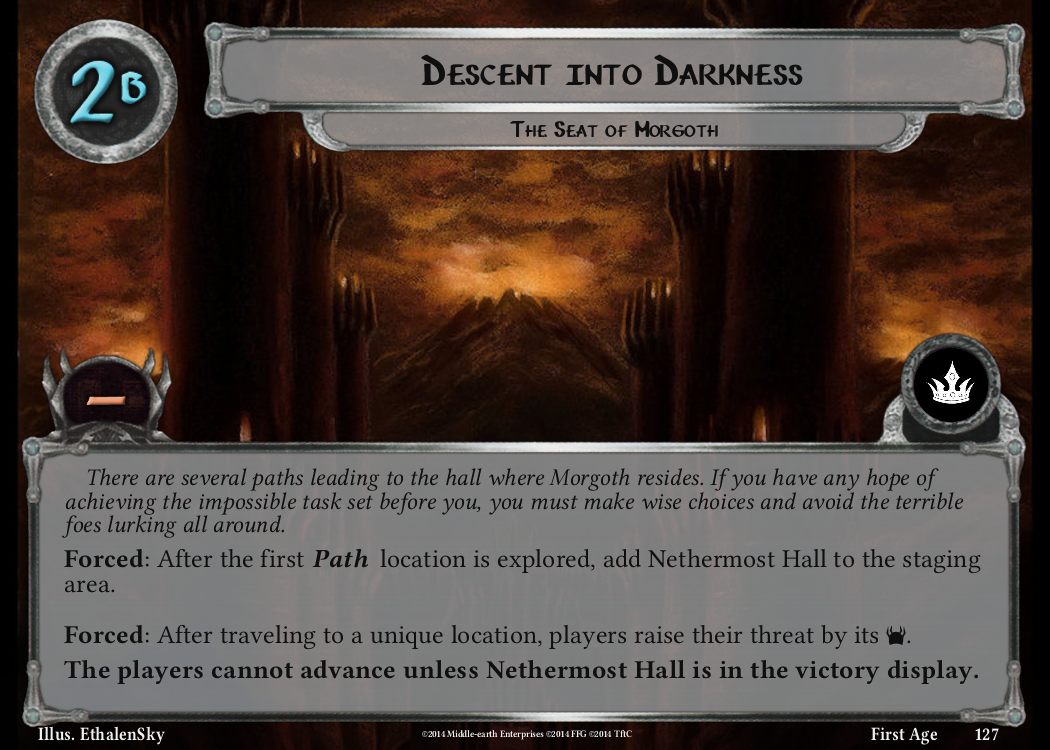 2B
Descent into Darkness
The Seat of Morgoth
–
There are several paths leading to the hall where Morgoth resides. If you have any hope of
achieving the impossible task set before you, you must make wise choices and avoid the terrible
foes lurking all around.
Forced: After the first Path location is explored, add Nethermost Hall to the staging
area.
Forced: After traveling to a unique location, players raise their threat by its .
The players cannot advance unless Nethermost Hall is in the victory display.
Illus. EthalenSky
©2014 Middle-earth Enterprises ©2014 FFG ©2014 TftC
First Age
127